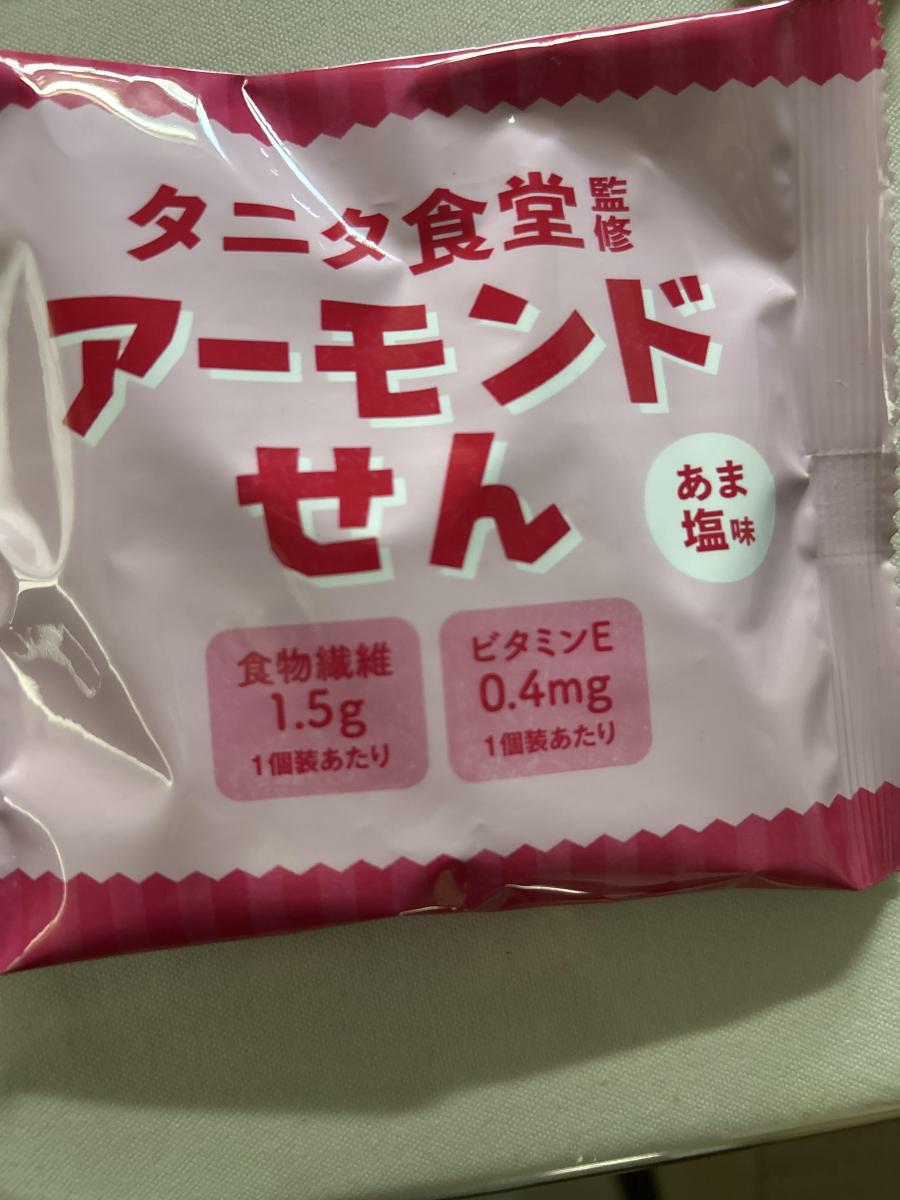 タニタ食堂監修
アーモンド
せん
あま
塩味
食物繊維
1.5g
1個装あたり
ビタミンE
0.4mg
1個装あたり